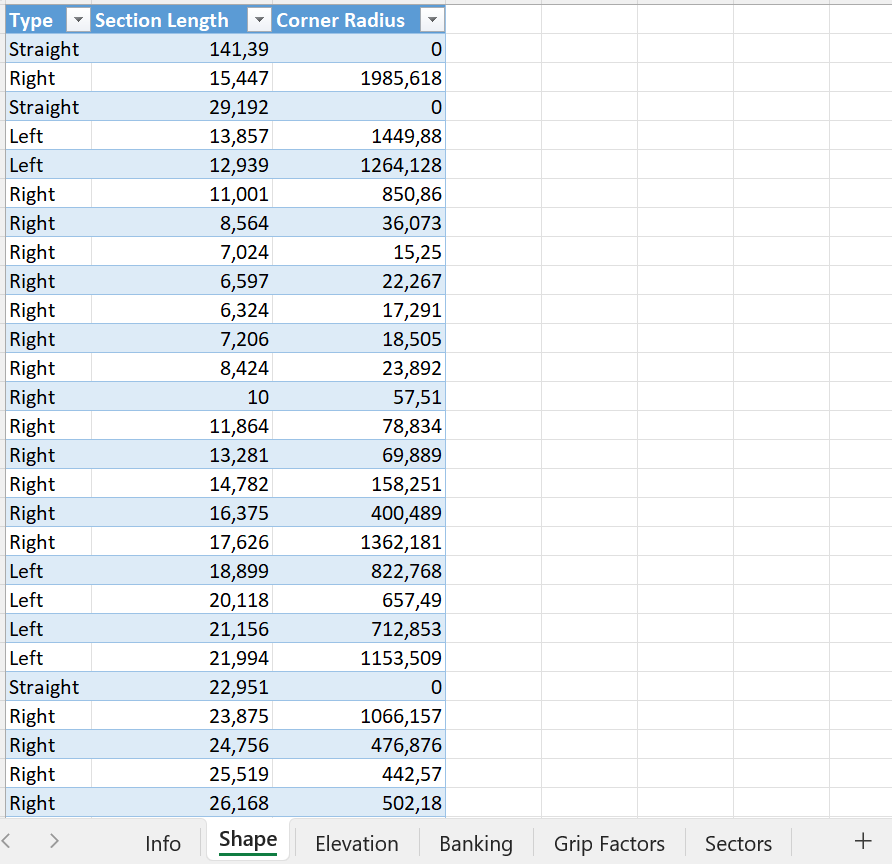 Type Section Length Corner Radius
Straight 141,39 0
Right 15,447 1985,618
Straight 29,192 0
Left 13,857 1449,88
Left 12,939 1264,128
Right 11,001 850,86
Right 8,564 36,073
Right 7,024 15,25
Right 6,597 22,267
Right 6,324 17,291
Right 7,206 18,505
Right 8,424 23,892
Right 10 57,51
Right 11,864 78,834
Right 13,281 69,889
Right 14,782 158,251
Right 16,375 400,489
Right 17,626 1362,181
Left 18,899 822,768
Left 20,118 657,49
Left 21,156 712,853
Left 21,994 1153,509
Straight 22,951 0
Right 23,875 1066,157
Right 24,756 476,876
Right 25,519 442,57
Right 26,168 502,18
Info Shape Elevation Banking Grip Factors Sectors +